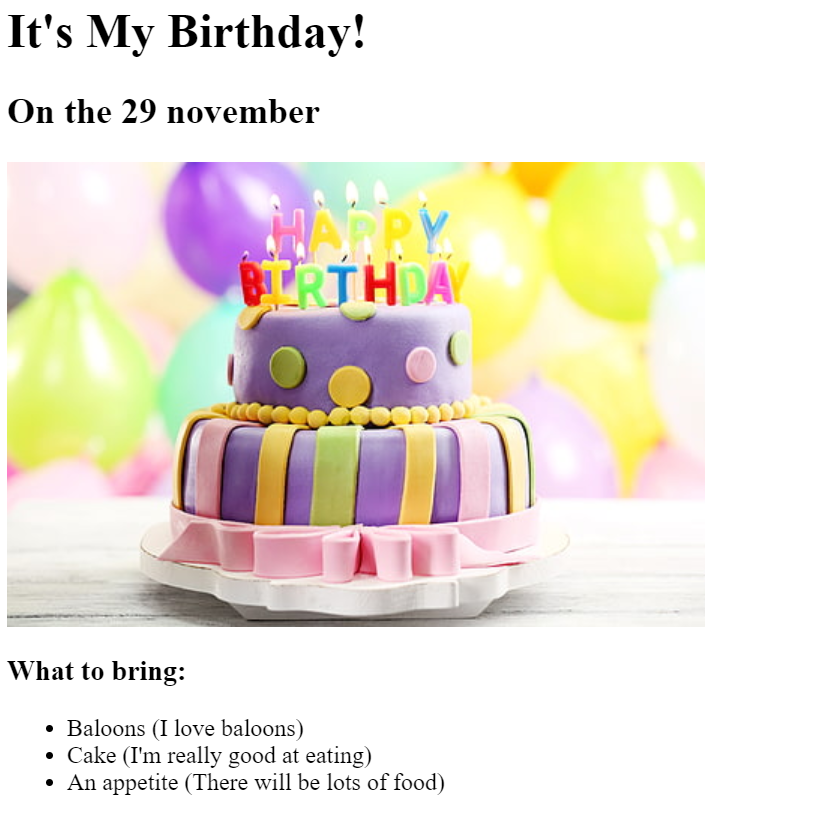 It's My Birthday!
On the 29 november
HAPPY
BIRTHDAY
What to bring:
Baloons (I love baloons)
Cake (I'm really good at eating)
An appetite (There will be lots of food)